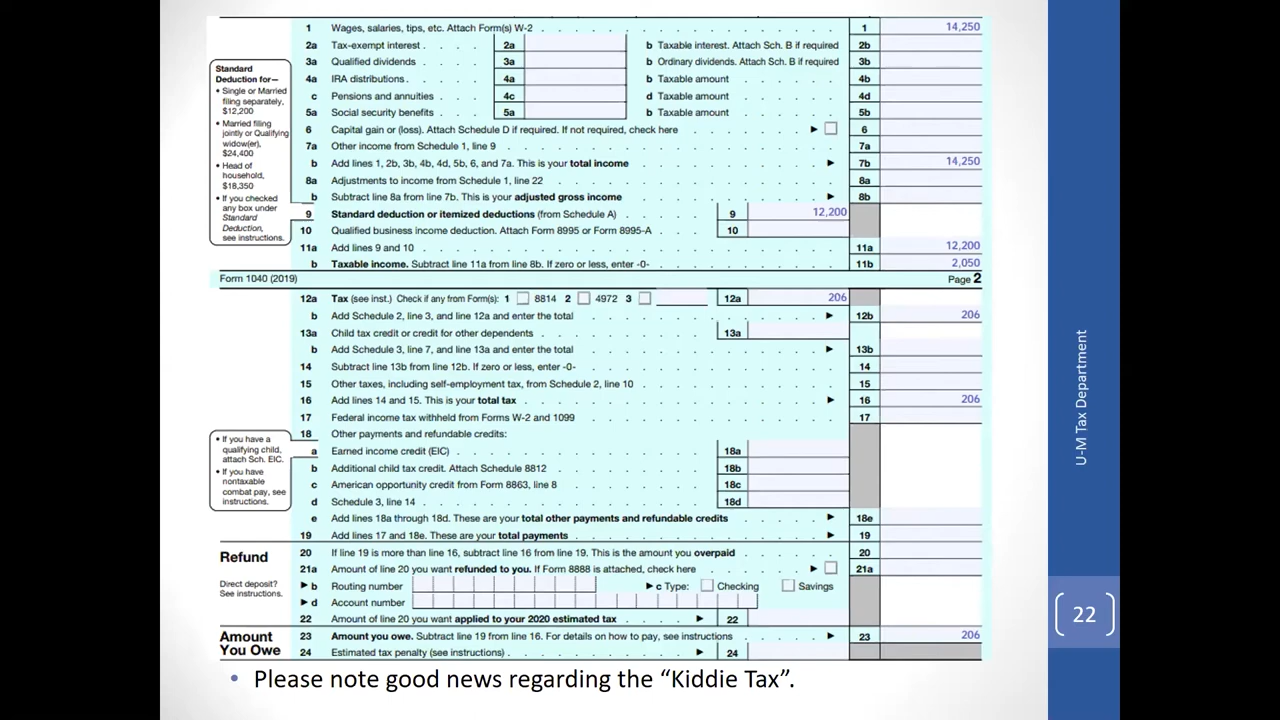 1 Wages, salaries, tips, etc. Attach Form(s) W-2 . . . . . . . . . . . . . . . . 1 14,250
2a Tax-exempt interest . . . . 2a b Taxable interest. Attach Sch. B if required 2b
3a Qualified dividends . . . . 3a b Ordinary dividends. Attach Sch. B if required 3b
4a IRA distributions . . . . 4a b Taxable amount . . . . . . 4b
c Pensions and annuities . . . 4c d Taxable amount . . . . . . 4d
5a Social security benefits . . . 5a b Taxable amount . . . . . . 5b
6 Capital gain or (loss). Attach Schedule D if required. If not required, check here . . . . . ▶ 6
7a Other income from Schedule 1, line 9 . . . . . . . . . . . . . . . . . . 7a
b Add lines 1, 2b, 3b, 4b, 4d, 5b, 6, and 7a. This is your total income . . . . . . . . ▶ 7b 14,250
8a Adjustments to income from Schedule 1, line 22 . . . . . . . . . . . . . . . 8a
b Subtract line 8a from 7b. This is your adjusted gross income . . . . . . . . . . ▶ 8b
Standard
Deduction for—
• Single or Married
filing separately,
$12,200
• Married filing
jointly or Qualifying
widow(er),
$24,400
• Head of
household,
$18,350
• If you checked
any box under
Standard
Deduction,
see instructions.
9 Standard deduction or itemized deductions (from Schedule A) . . . . . 9 12,200
10 Qualified business income deduction. Attach Form 8995 or Form 8995-A . . . 10
11a Add lines 9 and 10 . . . . . . . . . . . . . . . . . . . . . 11a 12,200
b Taxable income. Subtract line 11a from line 8b. If zero or less, enter -0- . . . . . . . . 11b 2,050
Form 1040 (2019) Page 2
12a Tax (see inst.) Check if any from Form(s): 1 8814 2 4972 3 12a 206
b Add Schedule 2, line 3, and line 12a and enter the total . . . . . . . . . . . ▶ 12b 206
13a Child tax credit or credit for other dependents . . . . . . . . . 13a
b Add Schedule 3, line 7, and line 13a and enter the total . . . . . . . . . . . ▶ 13b
14 Subtract line 13b from line 12b. If zero or less, enter -0- . . . . . . . . . . . . 14
15 Other taxes, including self-employment tax, from Schedule 2, line 10 . . . . . . . . . 15
16 Add lines 14 and 15. This is your total tax . . . . . . . . . . . . . . ▶ 16 206
17 Federal income tax withheld from Forms W-2 and 1099 . . . . . . . . . . . . 17
18 Other payments and refundable credits:
• If you have a
qualifying child,
attach Sch. EIC.
• If you have
nontaxable
combat pay, see
instructions.
a Earned income credit (EIC) . . . . . . . . . . . . . . 18a
b Additional child tax credit. Attach Schedule 8812 . . . . . . . . . 18b
c American opportunity credit from Form 8863, line 8 . . . . . . . . 18c
d Schedule 3, line 14 . . . . . . . . . . . . . . . . 18d
e Add lines 18a through 18d. These are your total other payments and refundable credits . . . . . ▶ 18e
19 Add lines 17 and 18e. These are your total payments . . . . . . . . . . . ▶ 19
Refund
20 If line 19 is more than line 16, subtract line 16 from line 19. This is the amount you overpaid . . . . . 20
21a Amount of line 20 you want refunded to you. If Form 8888 is attached, check here . . . . . ▶ 21a
Direct deposit?
See instructions.
▶ b Routing number ▶ c Type: Checking Savings
▶ d Account number
22 Amount of line 20 you want applied to your 2020 estimated tax . . . . ▶ 22
Amount
You Owe
23 Amount you owe. Subtract line 19 from line 16. For details on how to pay, see instructions . . . . . ▶ 23 206
24 Estimated tax penalty (see instructions) . . . . . . . . . . ▶ 24
• Please note good news regarding the “Kiddie Tax”.
U-M Tax Department
22